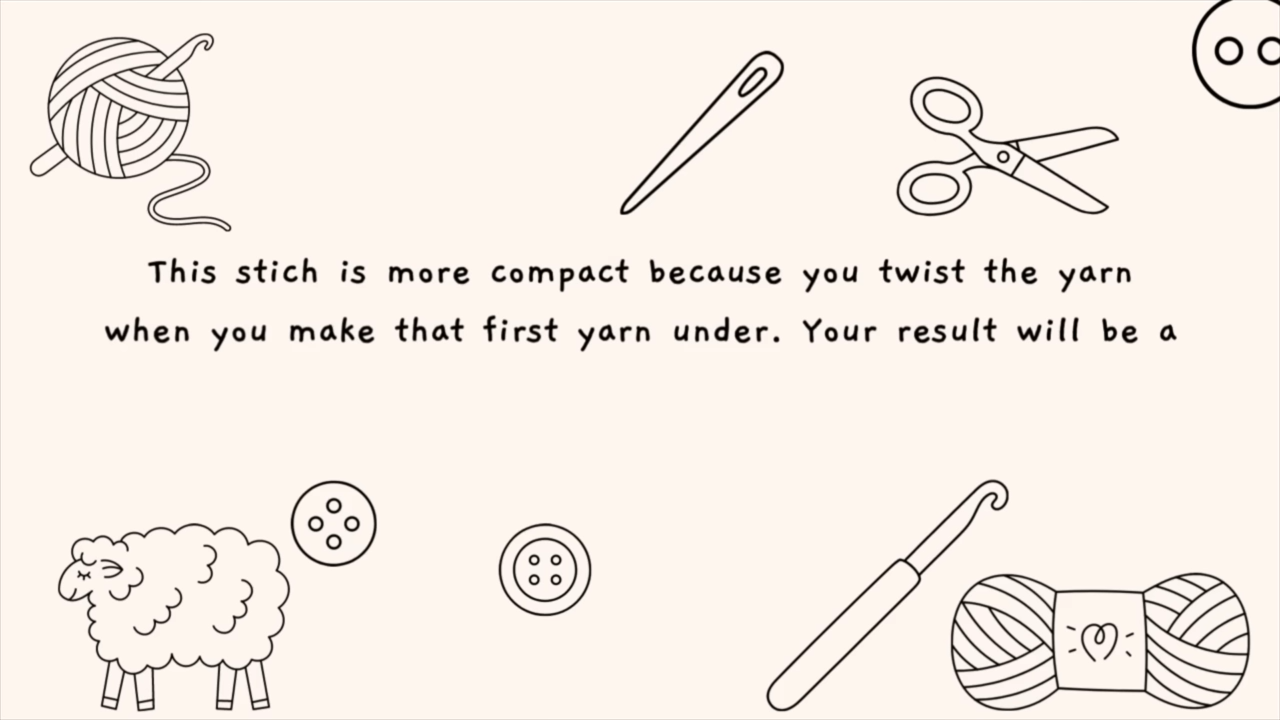 This stich is more compact because you twist the yarn
when you make that first yarn under. Your result will be a